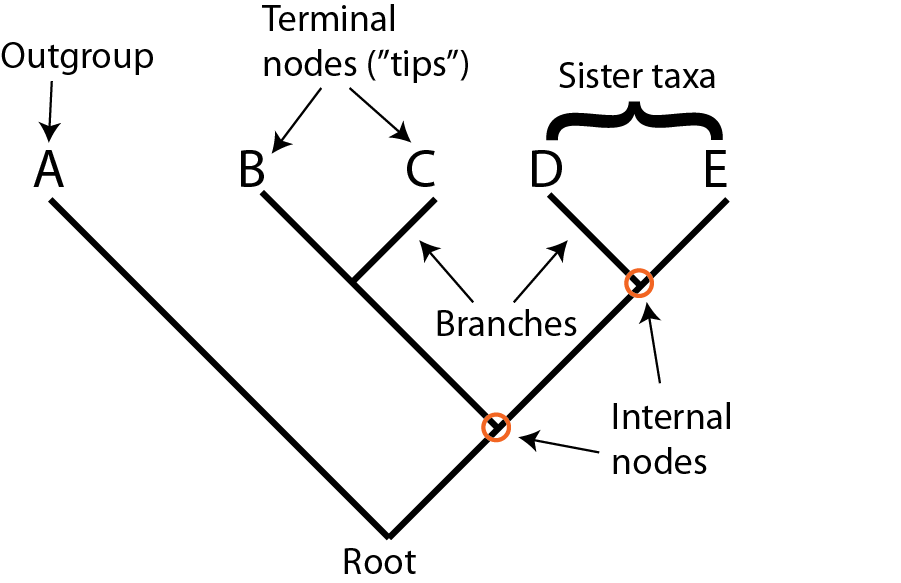 Terminal
nodes (”tips”)
Outgroup
Sister taxa
A
B
C
D
E
Branches
Internal
nodes
Root